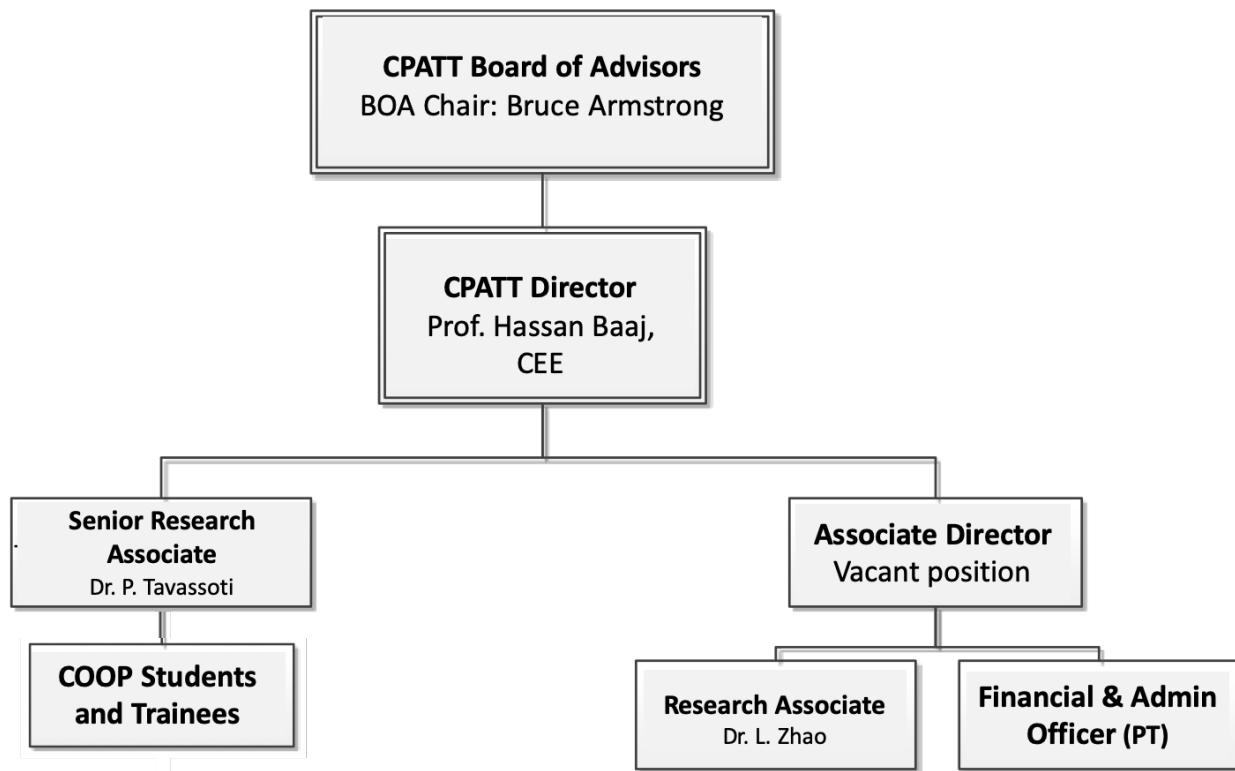 CPATT Board of Advisors
BOA Chair: Bruce Armstrong
CPATT Director
Prof. Hassan Baaj,
CEE
Senior Research
Associate
Dr. P. Tavassoti
Associate Director
Vacant position
COOP Students
and Trainees
Research Associate
Dr. L. Zhao
Financial & Admin
Officer (PT)